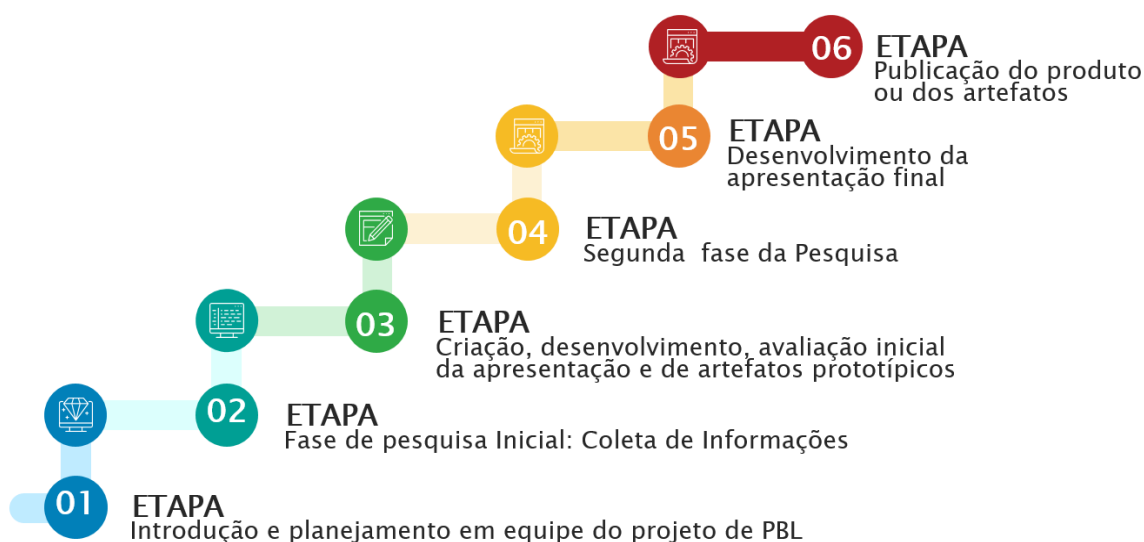 06
ETAPA
Publicação do produto
ou dos artefatos
05
ETAPA
Desenvolvimento da
apresentação final
04
ETAPA
Segunda  fase da Pesquisa
03
ETAPA
Criação, desenvolvimento, avaliação inicial
da apresentação e de artefatos prototípicos
02
ETAPA
Fase de pesquisa Inicial: Coleta de Informações
01
ETAPA
Introdução e planejamento em equipe do projeto de PBL